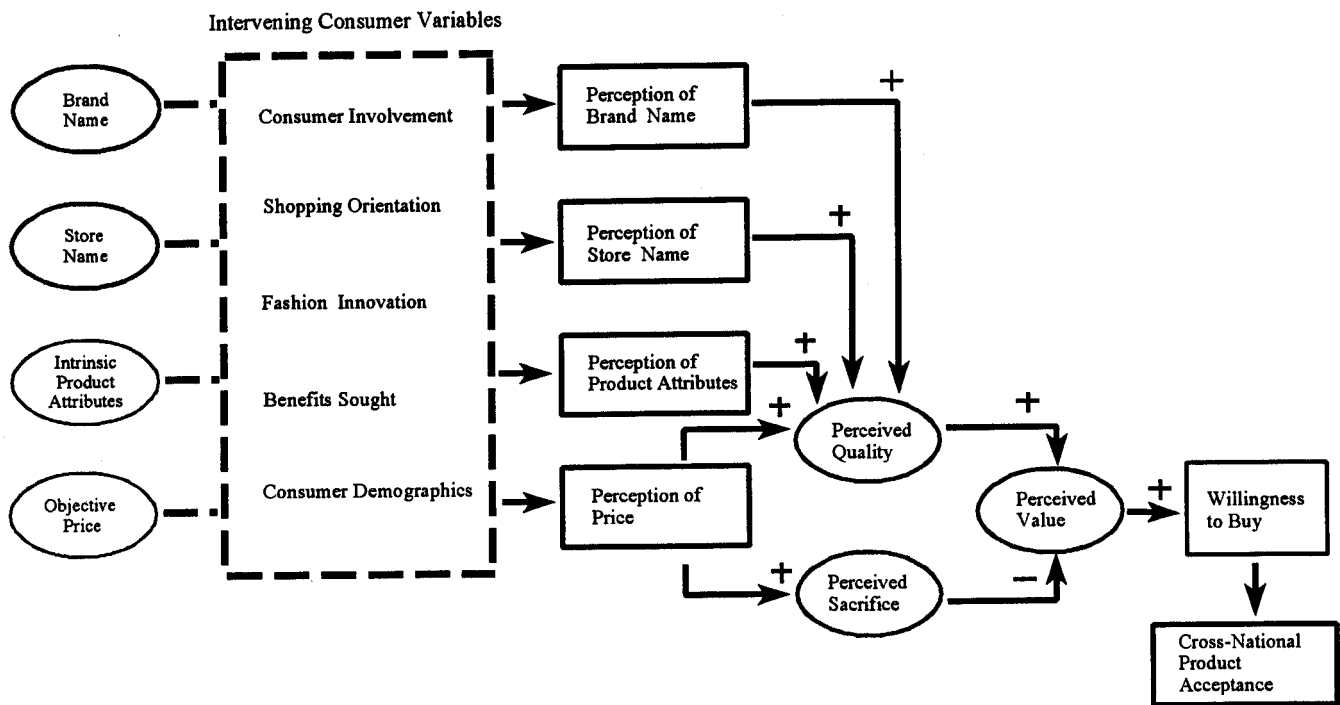 Intervening Consumer Variables
Brand
Name
Store
Name
Intrinsic
Product
Attributes
Objective
Price
Consumer Involvement
Shopping Orientation
Fashion Innovation
Benefits Sought
Consumer Demographics
Perception of
Brand Name
Perception of
Store Name
Perception of
Product Attributes
Perception of
Price
+
+
+
+
+
Perceived
Quality
Perceived
Sacrifice
+
−
Perceived
Value
+
Willingness
to Buy
Cross-National
Product
Acceptance